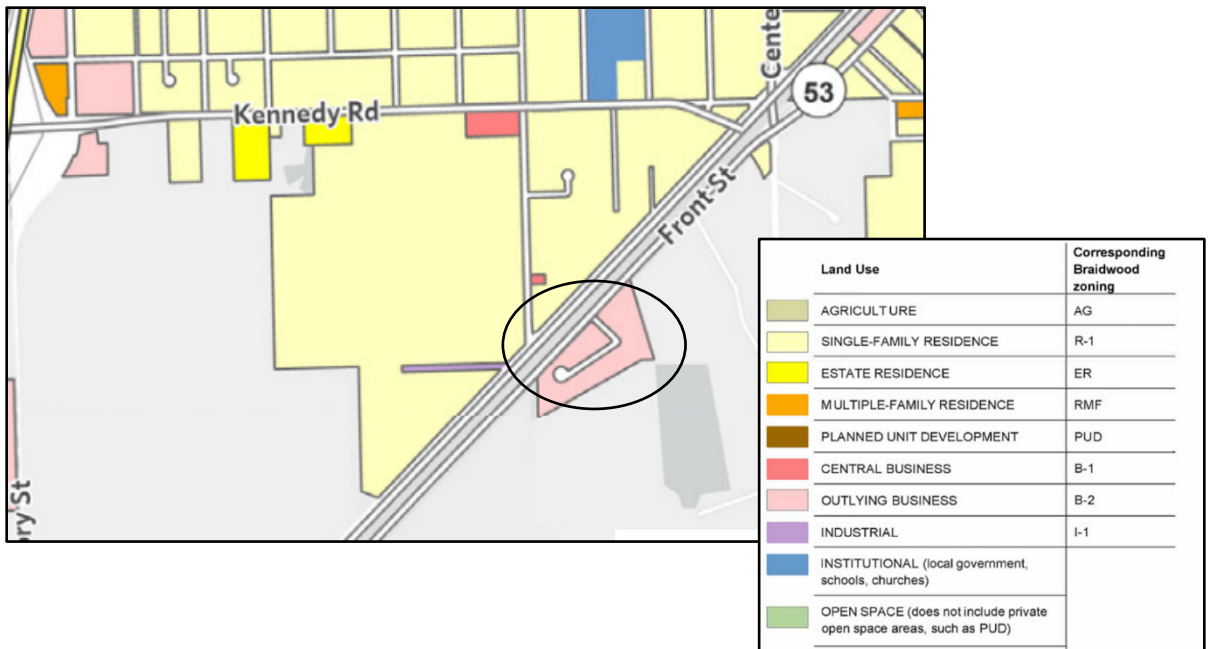 Cente
53
Kennedy Rd
Front St
ory St
Land Use
Corresponding
Braidwood
zoning
AGRICULTURE AG
SINGLE-FAMILY RESIDENCE R-1
ESTATE RESIDENCE ER
MULTIPLE-FAMILY RESIDENCE RMF
PLANNED UNIT DEVELOPMENT PUD
CENTRAL BUSINESS B-1
OUTLYING BUSINESS B-2
INDUSTRIAL I-1
INSTITUTIONAL (local government,
schools, churches)
OPEN SPACE (does not include private
open space areas, such as PUD)